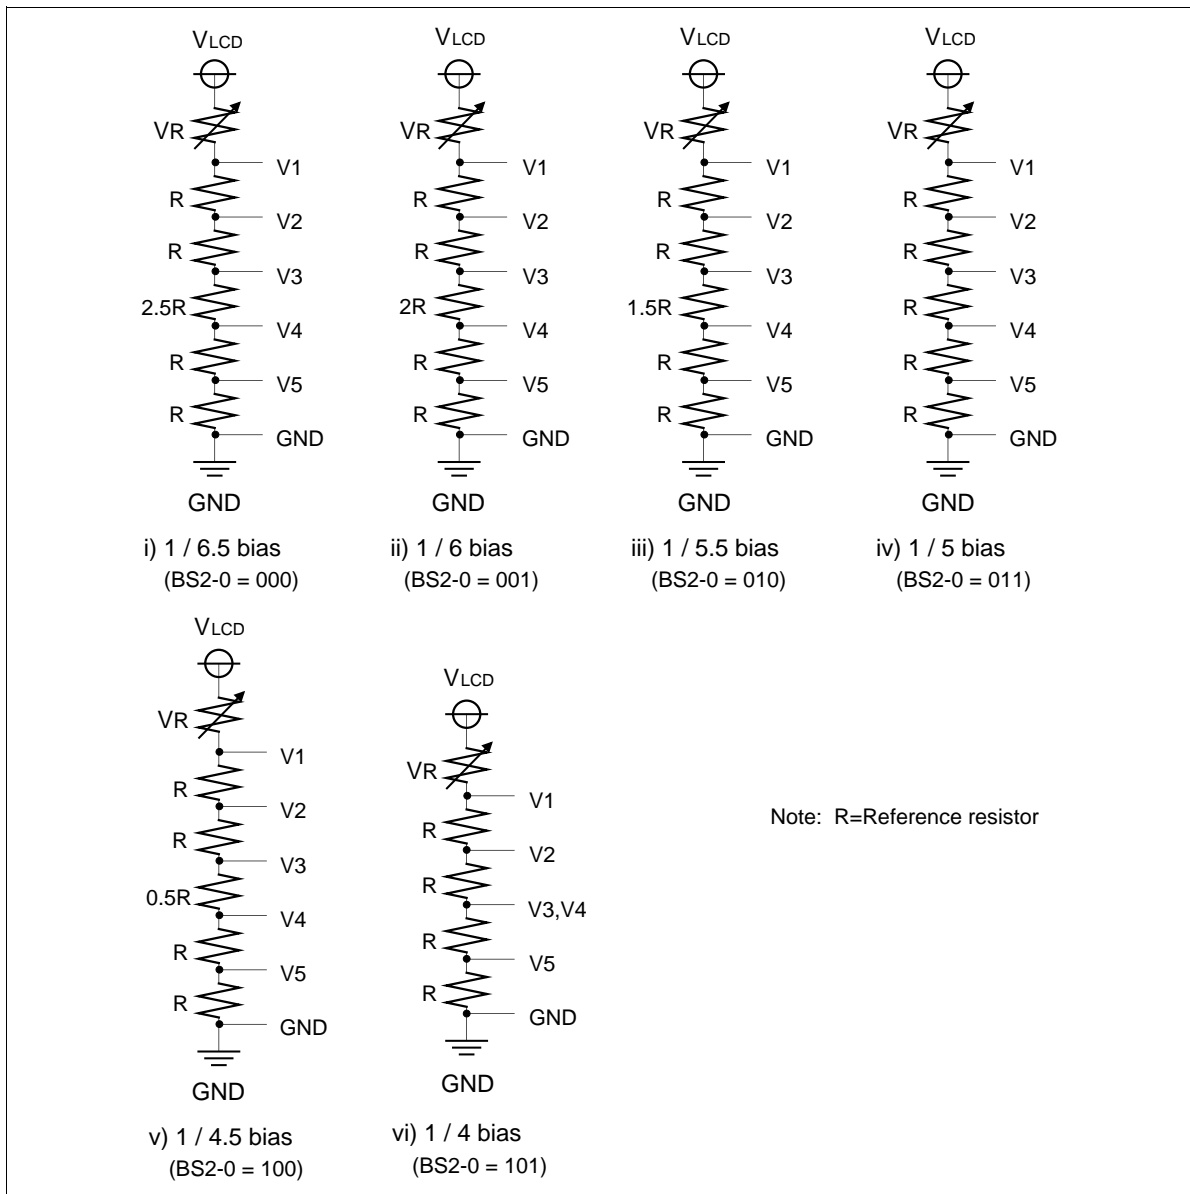 VLCD
VR
V1
R
V2
R
V3
2.5R
V4
R
V5
R
GND
GND
i) 1 / 6.5 bias
(BS2-0 = 000)
VLCD
VR
V1
R
V2
R
V3
2R
V4
R
V5
R
GND
GND
ii) 1 / 6 bias
(BS2-0 = 001)
VLCD
VR
V1
R
V2
R
V3
1.5R
V4
R
V5
R
GND
GND
iii) 1 / 5.5 bias
(BS2-0 = 010)
VLCD
VR
V1
R
V2
R
V3
R
V4
R
V5
R
GND
GND
iv) 1 / 5 bias
(BS2-0 = 011)
VLCD
VR
V1
R
V2
R
V3
0.5R
V4
R
V5
R
GND
GND
v) 1 / 4.5 bias
(BS2-0 = 100)
VLCD
VR
V1
R
V2
R
V3,V4
R
V5
R
GND
GND
vi) 1 / 4 bias
(BS2-0 = 101)
Note: R=Reference resistor